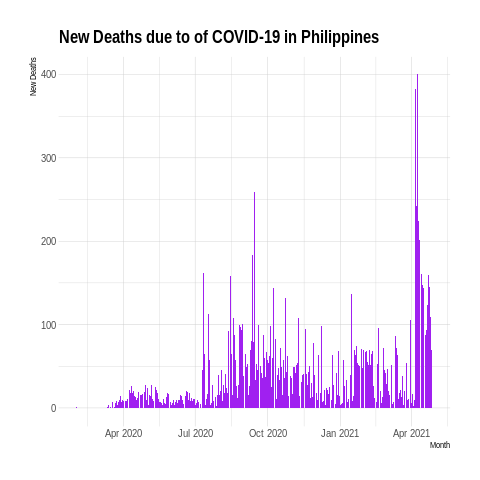 New Deaths due to of COVID-19 in Philippines
New Deaths
400
300
200
100
0
Apr 2020 Jul 2020 Oct 2020 Jan 2021 Apr 2021
Month